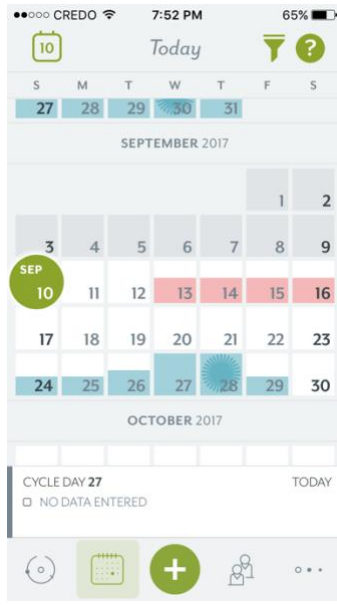 ●●○○○ CREDO 7:52 PM 65%
10 Today ?
S M T W T F S
27 28 29 30 31
SEPTEMBER 2017
1 2
3 4 5 6 7 8 9
SEP
10 11 12 13 14 15 16
17 18 19 20 21 22 23
24 25 26 27 28 29 30
OCTOBER 2017
CYCLE DAY 27 TODAY
NO DATA ENTERED